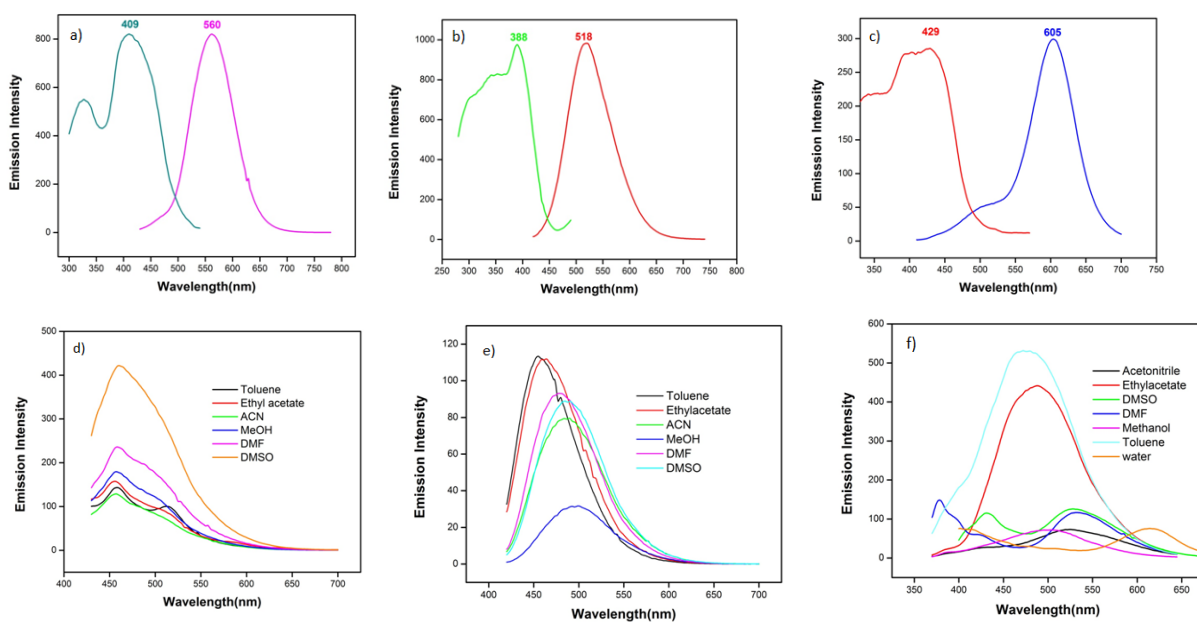 a)
409
560
Emission Intensity
800
600
400
200
0
300 350 400 450 500 550 600 650 700 750 800
Wavelength(nm)
b)
388
518
Emission Intensity
1000
800
600
400
200
0
250 300 350 400 450 500 550 600 650 700 750 800
Wavelength(nm)
c)
429
605
Emisssion Intensity
300
250
200
150
100
50
0
350 400 450 500 550 600 650 700 750
Wavelength(nm)
d)
Emission Intensity
500
400
300
200
100
0
Toluene
Ethyl acetate
ACN
MeOH
DMF
DMSO
400 450 500 550 600 650 700
Wavelength(nm)
e)
Emission Intensity
120
100
80
60
40
20
0
Toluene
Ethylacetate
ACN
MeOH
DMF
DMSO
400 450 500 550 600 650 700
Wavelength(nm)
f)
Emission Intensity
600
500
400
300
200
100
0
Acetonitrile
Ethylacetate
DMSO
DMF
Methanol
Toluene
water
350 400 450 500 550 600 650
Wavelength(nm)